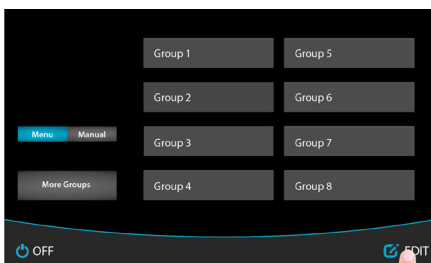 Group 1
Group 5
Group 2
Group 6
Menu
Manual
Group 3
Group 7
More Groups
Group 4
Group 8
OFF
EDIT